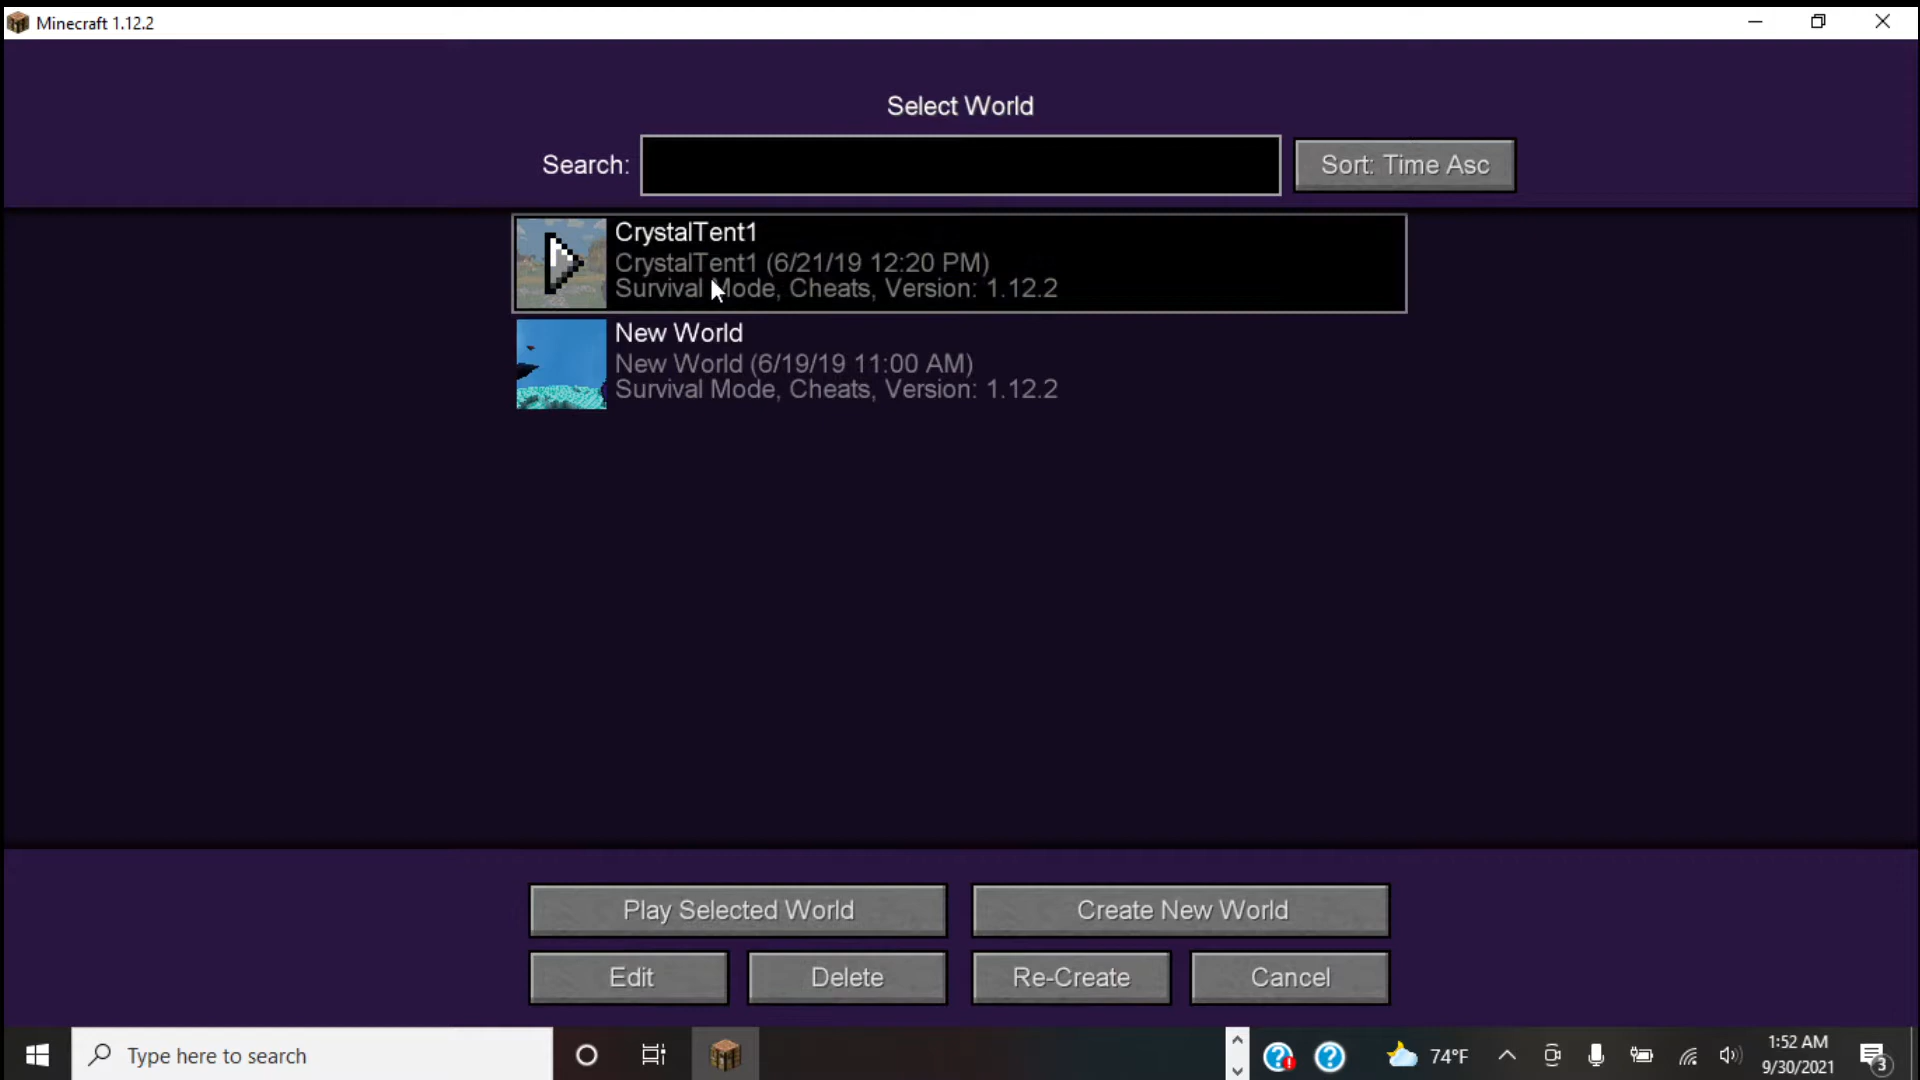 Minecraft 1.12.2
Select World
Search:
Sort: Time Asc
CrystalTent1
CrystalTent1 (6/21/19 12:20 PM)
Survival Mode, Cheats, Version: 1.12.2
New World
New World (6/19/19 11:00 AM)
Survival Mode, Cheats, Version: 1.12.2
Play Selected World
Create New World
Edit
Delete
Re-Create
Cancel
Type here to search
74°F
1:52 AM
9/30/2021
3